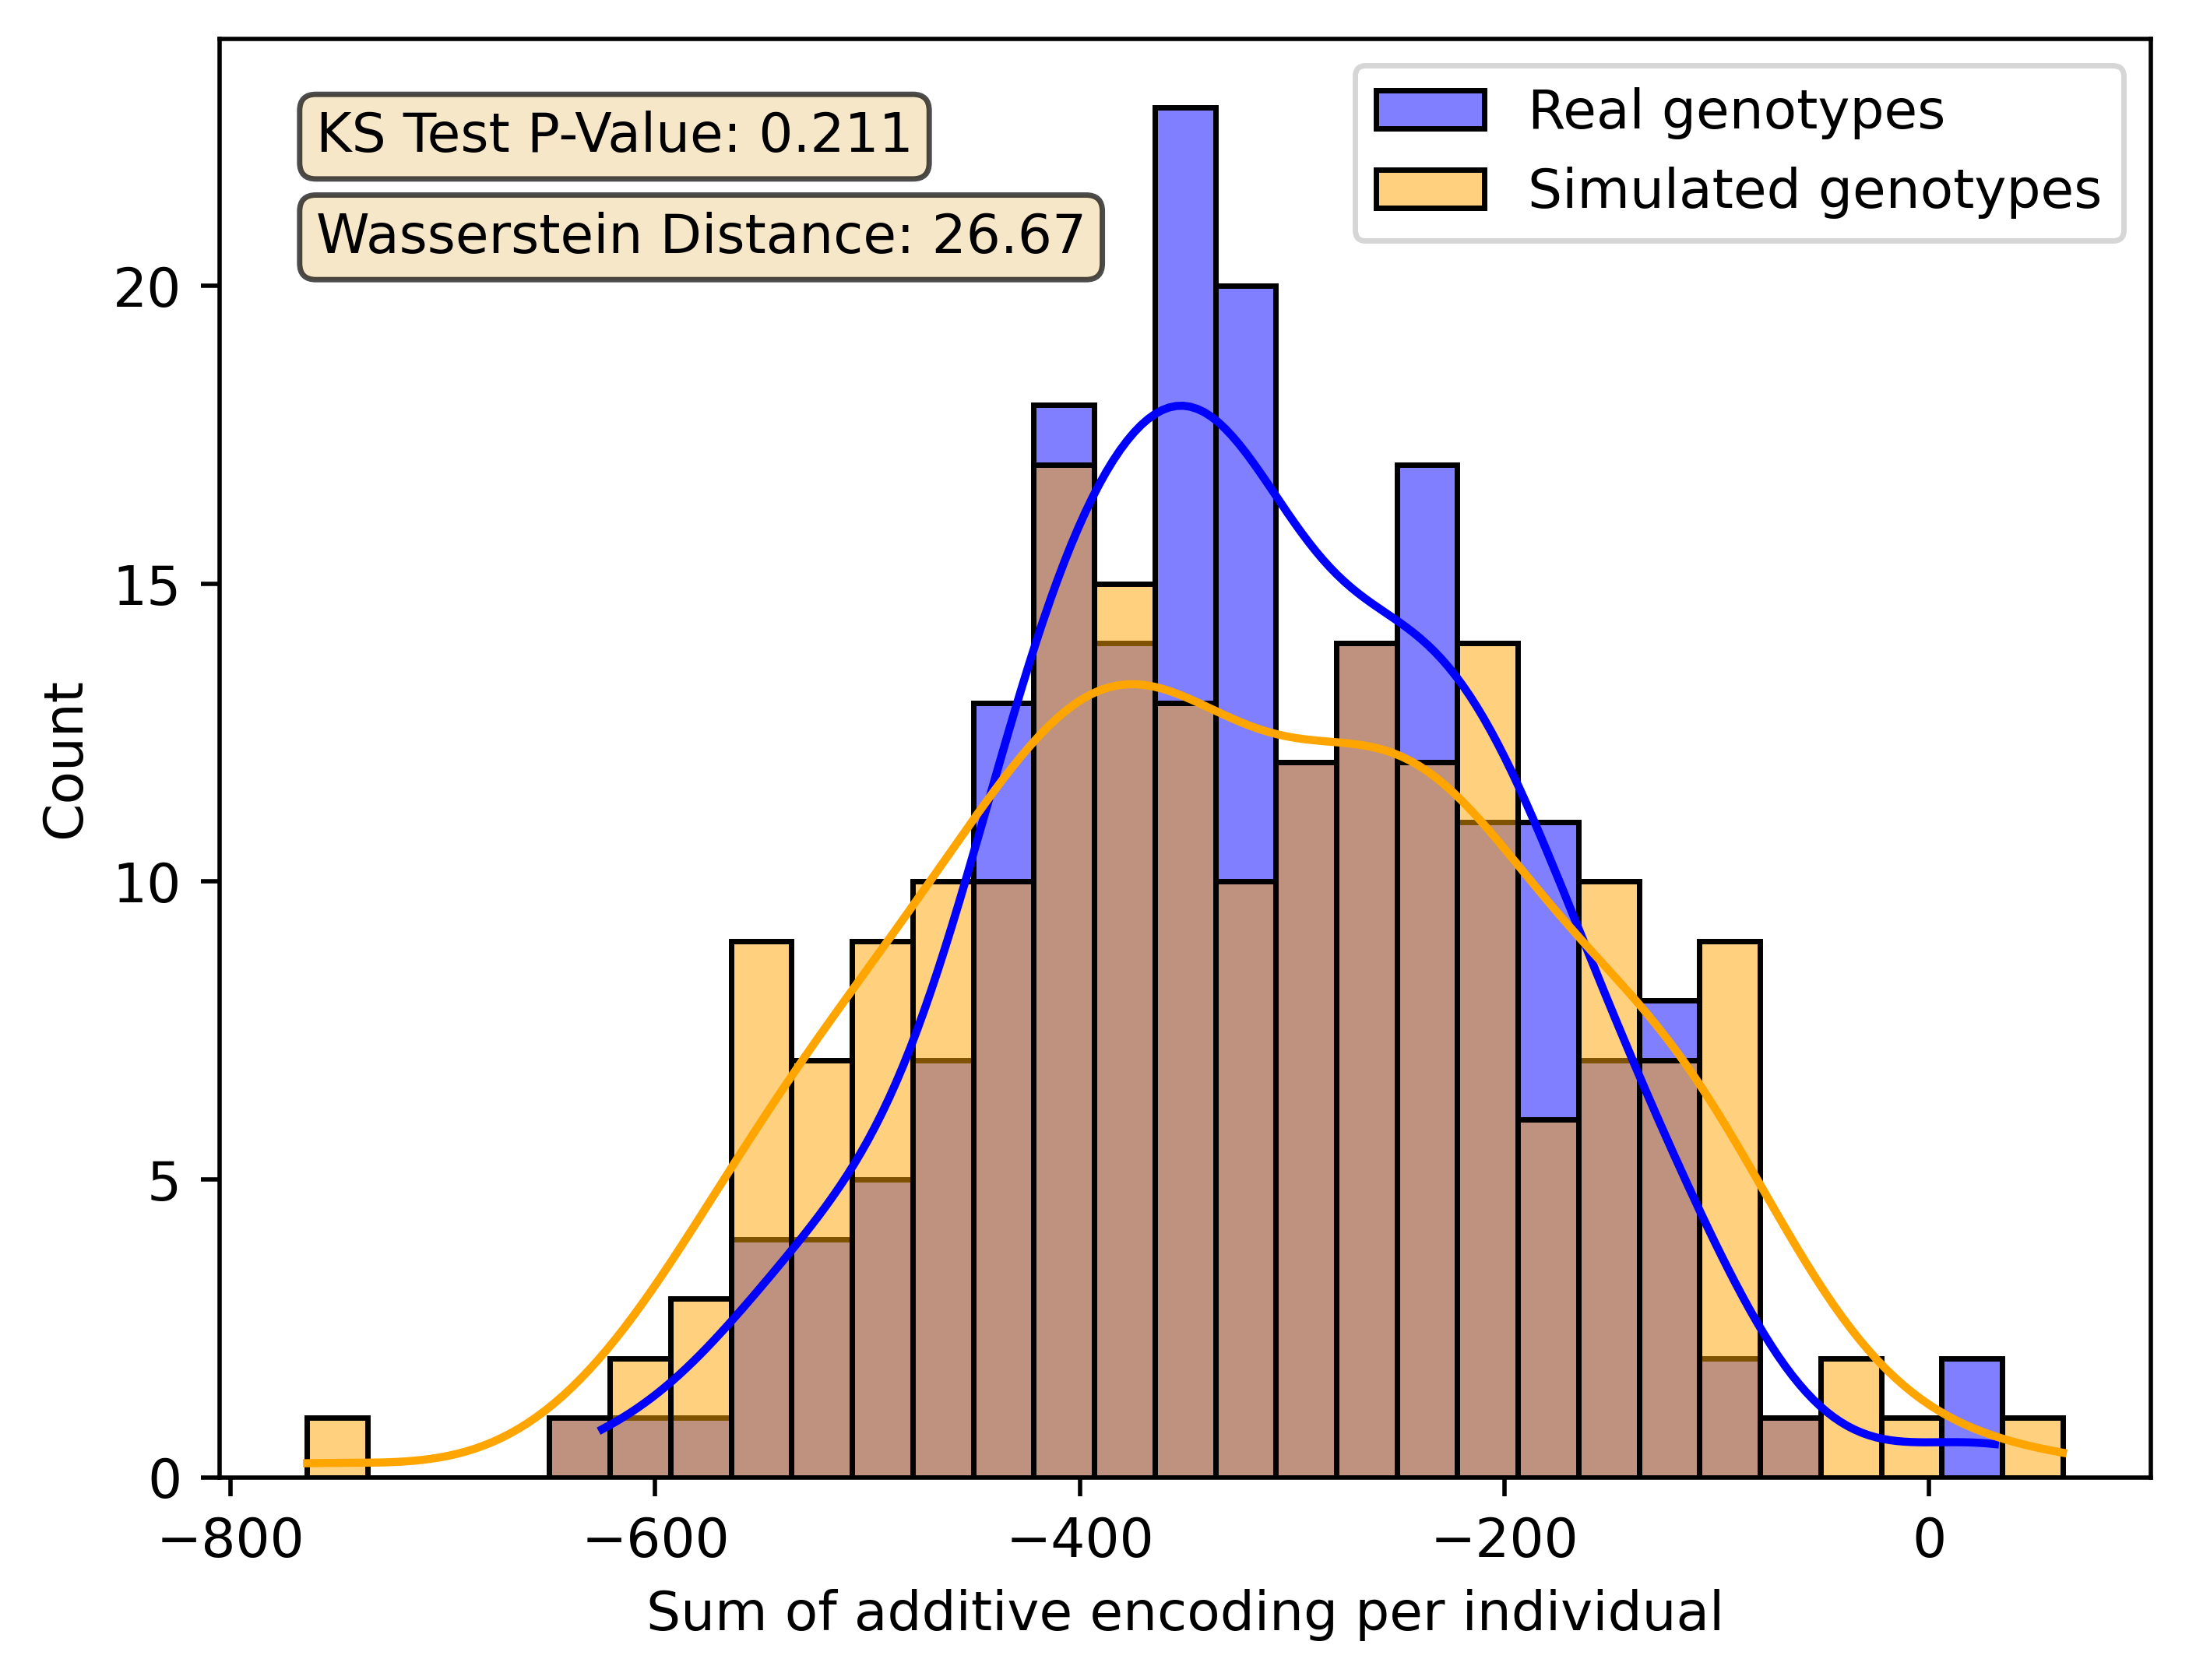 KS Test P-Value: 0.211
Wasserstein Distance: 26.67
Real genotypes
Simulated genotypes
20
15
10
5
0
Count
−800
−600
−400
−200
0
Sum of additive encoding per individual